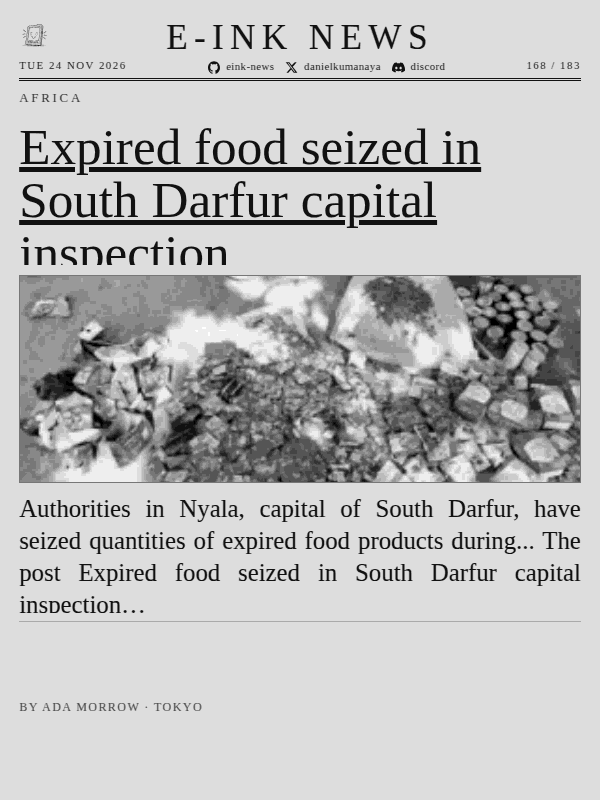 E-INK NEWS
TUE 24 NOV 2026
eink-news
danielkumanaya
discord
168 / 183
AFRICA
Expired food seized in
South Darfur capital
inspection
Authorities in Nyala, capital of South Darfur, have
seized quantities of expired food products during... The
post Expired food seized in South Darfur capital
inspection…
BY ADA MORROW · TOKYO